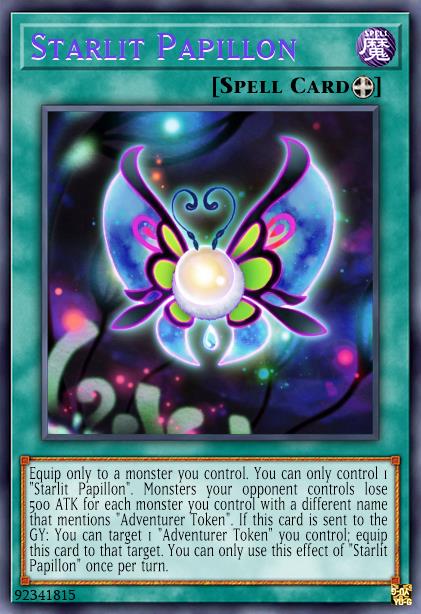 Starlit Papillon
SPELL
魔
[Spell Card]
Equip only to a monster you control. You can only control 1
"Starlit Papillon". Monsters your opponent controls lose
500 ATK for each monster you control with a different name
that mentions "Adventurer Token". If this card is sent to the
GY: You can target 1 "Adventurer Token" you control; equip
this card to that target. You can only use this effect of "Starlit
Papillon" once per turn.
92341815